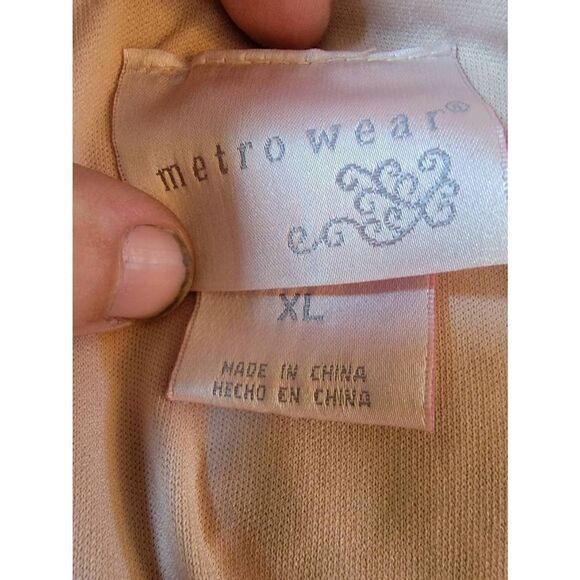 metro wear®
XL
MADE IN CHINA
HECHO EN CHINA